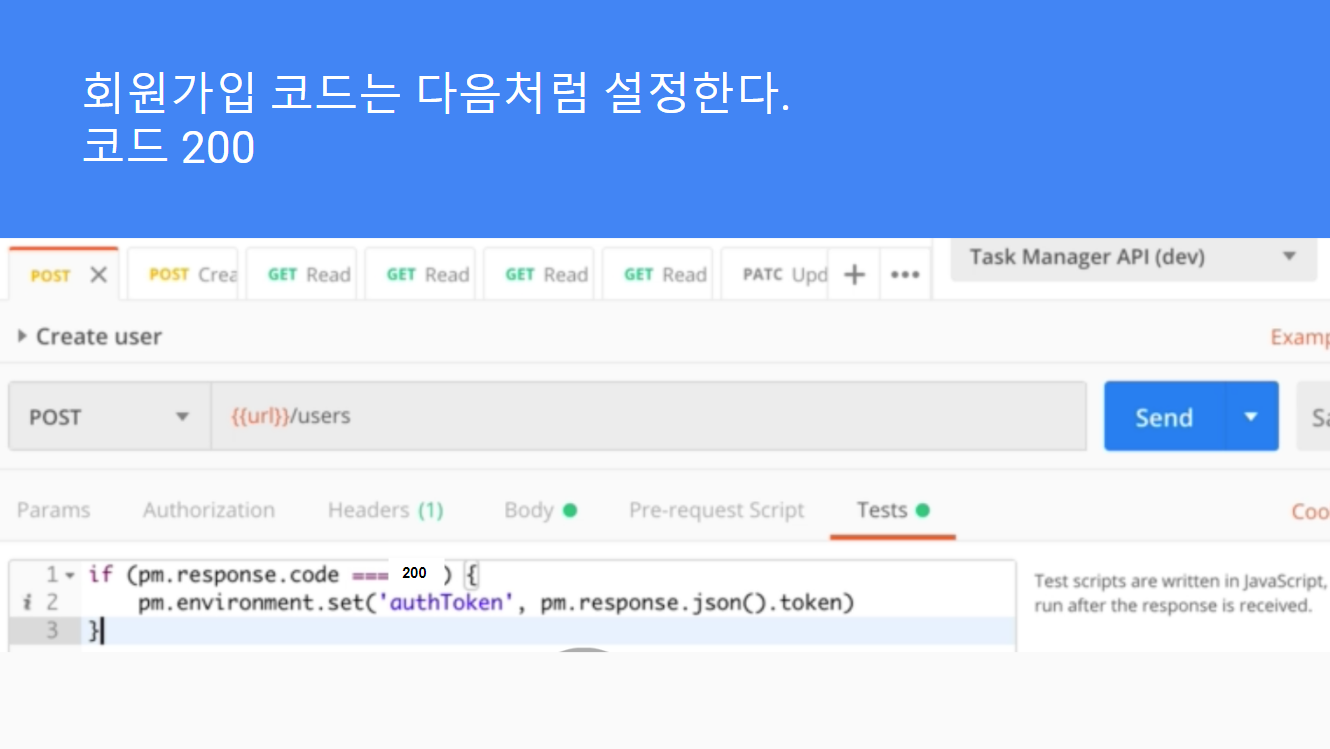 회원가입 코드는 다음처럼 설정한다.
코드 200
POST POST Crea GET Read GET Read GET Read GET Read PATC Upd Task Manager API (dev)
Create user Examp
POST {{url}}/users Send Sa
Params Authorization Headers (1) Body Pre-request Script Tests Coo
1 if (pm.response.code === 200 ) {
2 pm.environment.set('authToken', pm.response.json().token)
3 }
Test scripts are written in JavaScript,
run after the response is received.